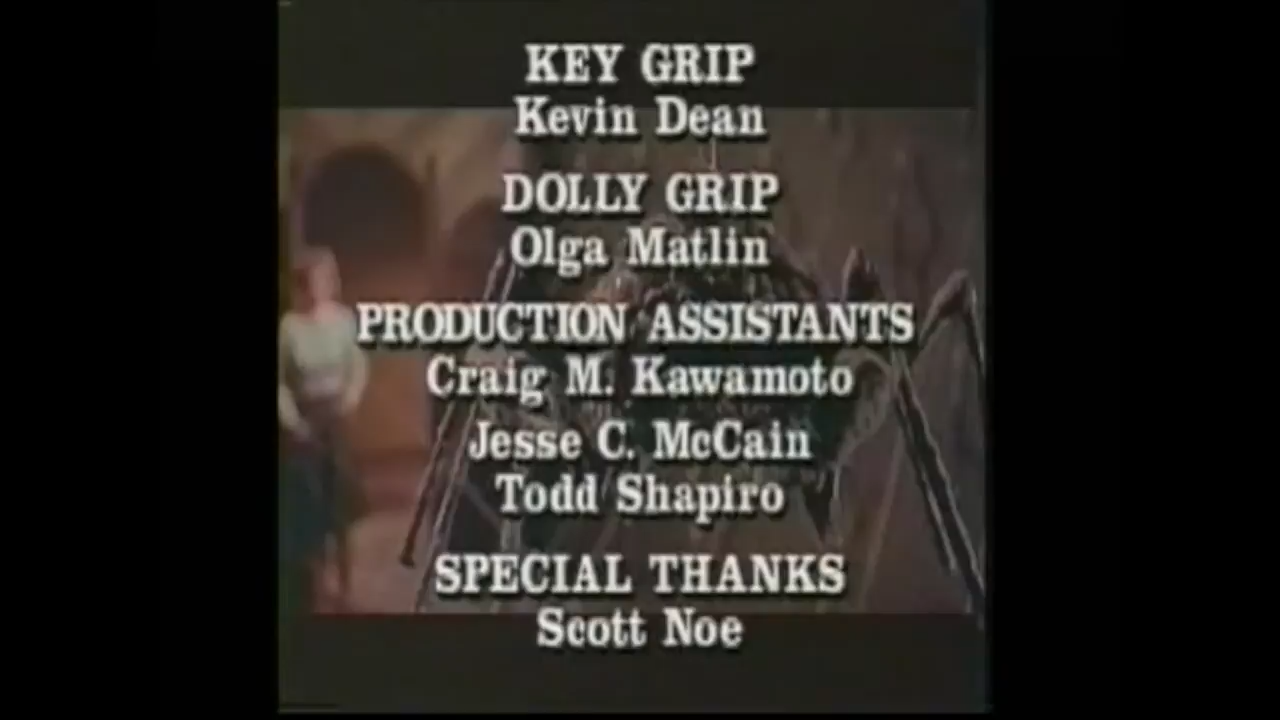 KEY GRIP
Kevin Dean
DOLLY GRIP
Olga Matlin
PRODUCTION ASSISTANTS
Craig M. Kawamoto
Jesse C. McCain
Todd Shapiro
SPECIAL THANKS
Scott Noe